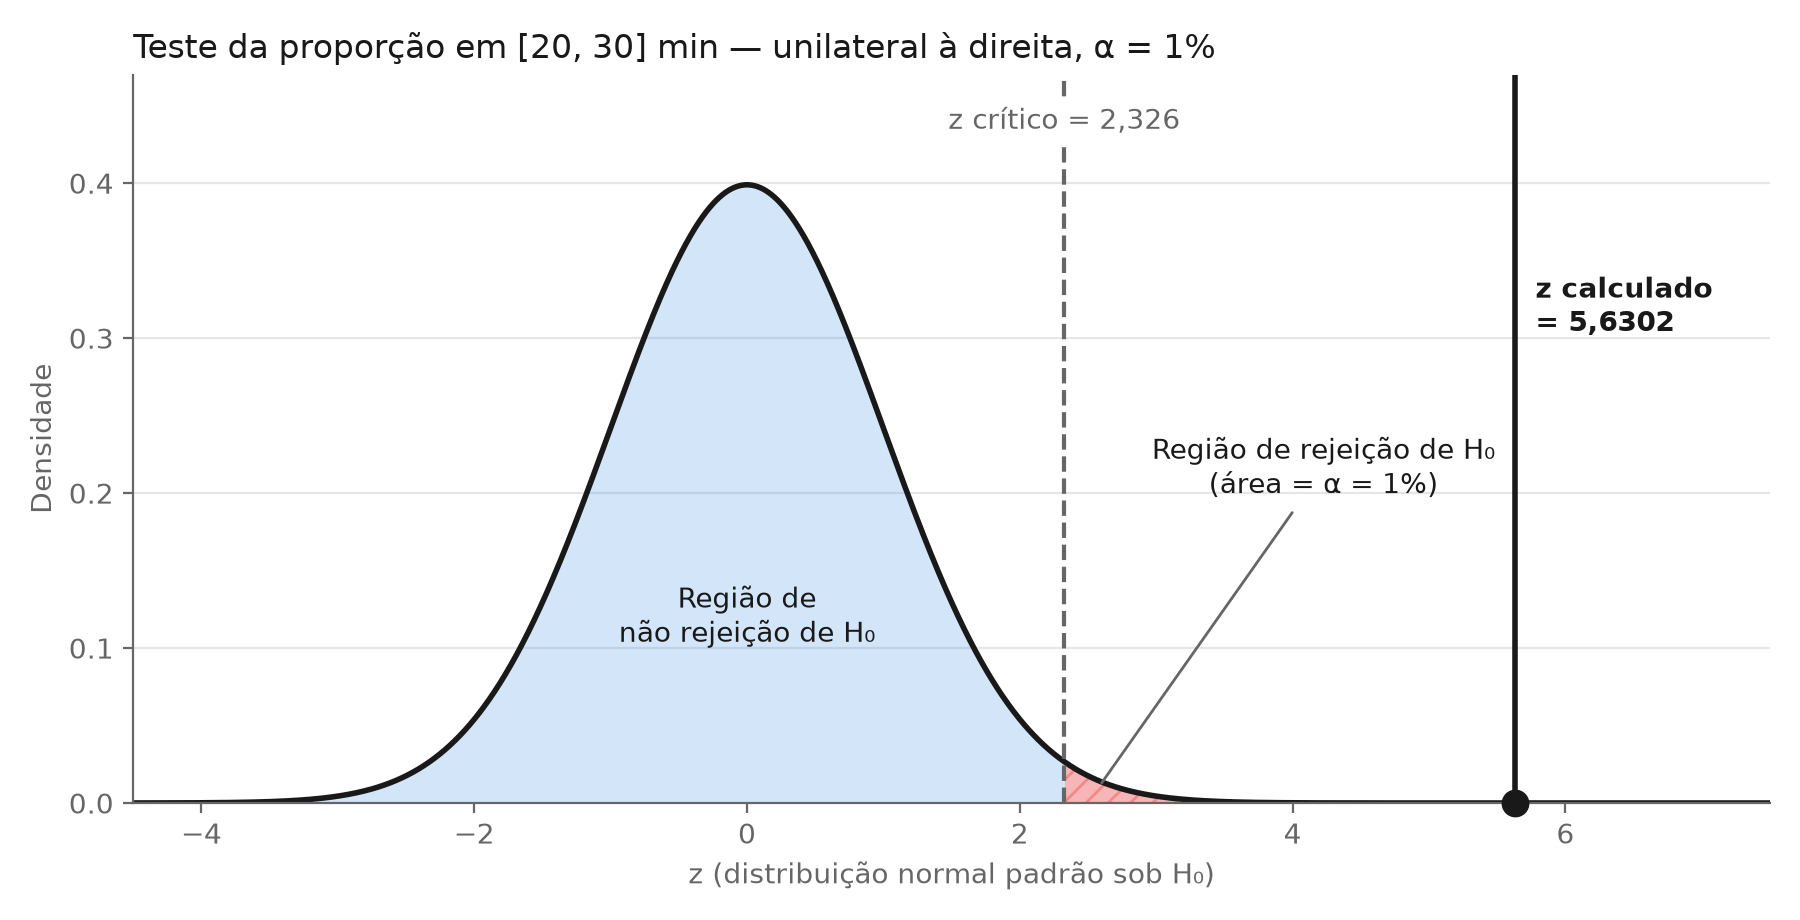 Teste da proporção em [20, 30] min — unilateral à direita, α = 1%
z crítico = 2,326
0.4
z calculado
= 5,6302
0.3
Densidade
Região de rejeição de H₀
(área = α = 1%)
0.2
Região de
não rejeição de H₀
0.1
0.0
−4
−2
0
2
4
6
z (distribuição normal padrão sob H₀)